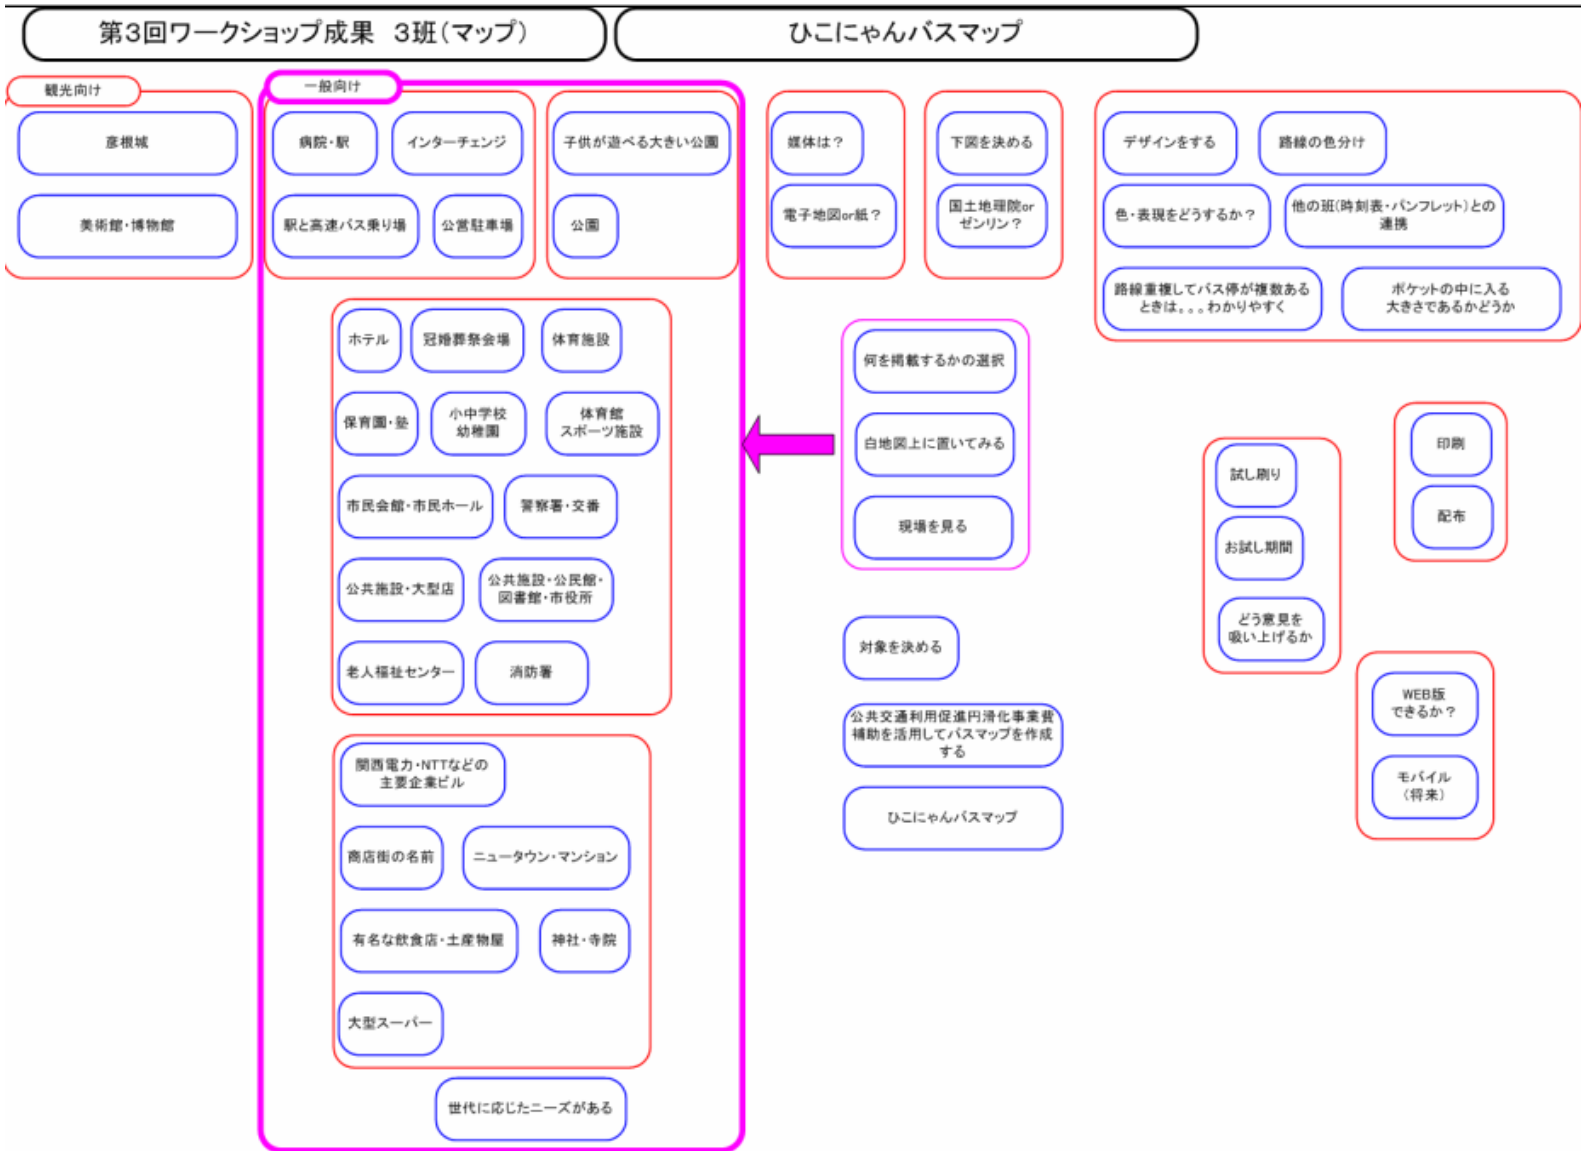 第3回ワークショップ成果　3班(マップ)
ひこにゃんバスマップ
観光向け
彦根城
美術館・博物館
一般向け
病院・駅
インターチェンジ
駅と高速バス乗り場
公営駐車場
子供が遊べる大きい公園
公園
ホテル
冠婚葬祭会場
体育施設
保育園・塾
小中学校
幼稚園
体育館
スポーツ施設
市民会館・市民ホール
警察署・交番
公共施設・大型店
公共施設・公民館・
図書館・市役所
老人福祉センター
消防署
関西電力・NTTなどの
主要企業ビル
商店街の名前
ニュータウン・マンション
有名な飲食店・土産物屋
神社・寺院
大型スーパー
世代に応じたニーズがある
媒体は？
電子地図or紙？
下図を決める
国土地理院or
ゼンリン？
何を掲載するかの選択
白地図上に置いてみる
現場を見る
対象を決める
公共交通利用促進円滑化事業費
補助を活用してバスマップを作成
する
ひこにゃんバスマップ
デザインをする
路線の色分け
色・表現をどうするか？
他の班(時刻表・パンフレット)との
連携
路線重複してバス停が複数ある
ときは。。。わかりやすく
ポケットの中に入る
大きさであるかどうか
試し刷り
お試し期間
どう意見を
吸い上げるか
印刷
配布
WEB版
できるか？
モバイル
(将来)